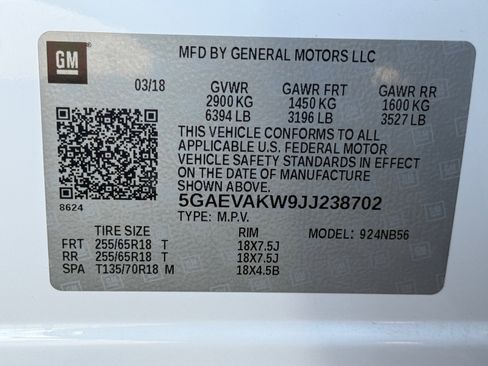 GM
MFD BY GENERAL MOTORS LLC
03/18 GVWR GAWR FRT GAWR RR
2900 KG 1450 KG 1600 KG
6394 LB 3196 LB 3527 LB
THIS VEHICLE CONFORMS TO ALL
APPLICABLE U.S. FEDERAL MOTOR
VEHICLE SAFETY STANDARDS IN EFFECT
ON THE DATE OF MANUFACTURE
SHOWN ABOVE.
8624
5GAEVAKW9JJ238702
TYPE: M.P.V.
TIRE SIZE RIM MODEL: 924NB56
FRT 255/65R18 T 18X7.5J
RR 255/65R18 T 18X7.5J
SPA T135/70R18 M 18X4.5B